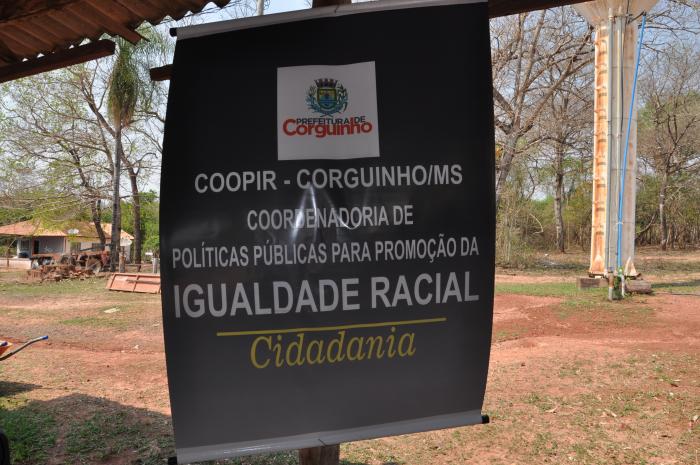 PREFEITURA DE
Corguinho
COOPIR - CORGUINHO/MS
COORDENADORIA DE
POLÍTICAS PÚBLICAS PARA PROMOÇÃO DA
IGUALDADE RACIAL
Cidadania